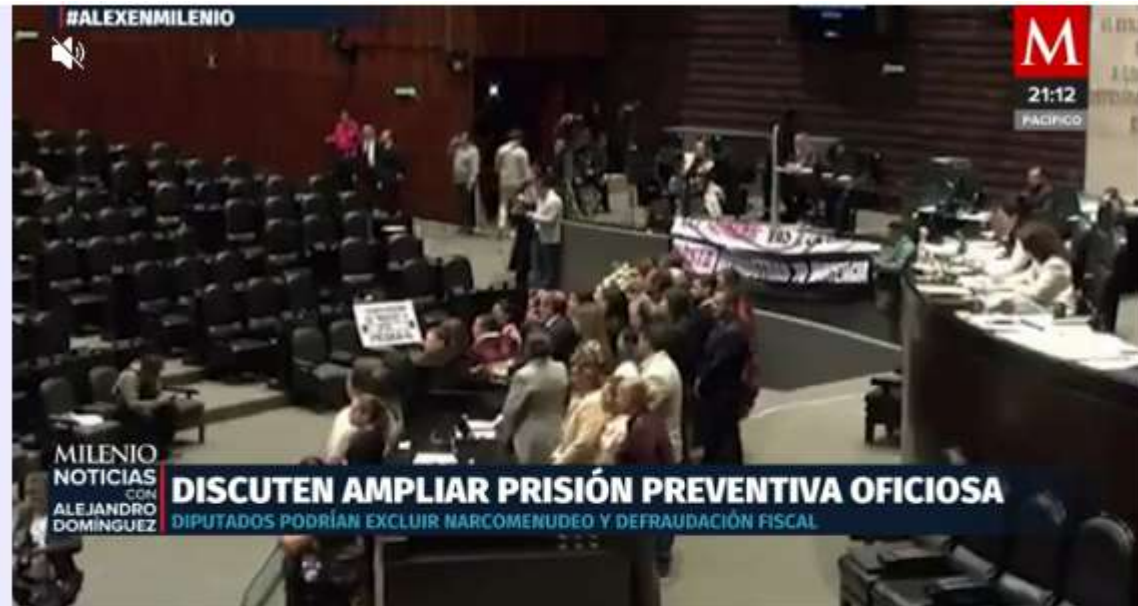 #ALEXENMILENIO
M
21:12
PACÍFICO
MILENIO
NOTICIAS
CON
ALEJANDRO
DOMÍNGUEZ
DISCUTEN AMPLIAR PRISIÓN PREVENTIVA OFICIOSA
DIPUTADOS PODRÍAN EXCLUIR NARCOMENUDEO Y DEFRAUDACIÓN FISCAL